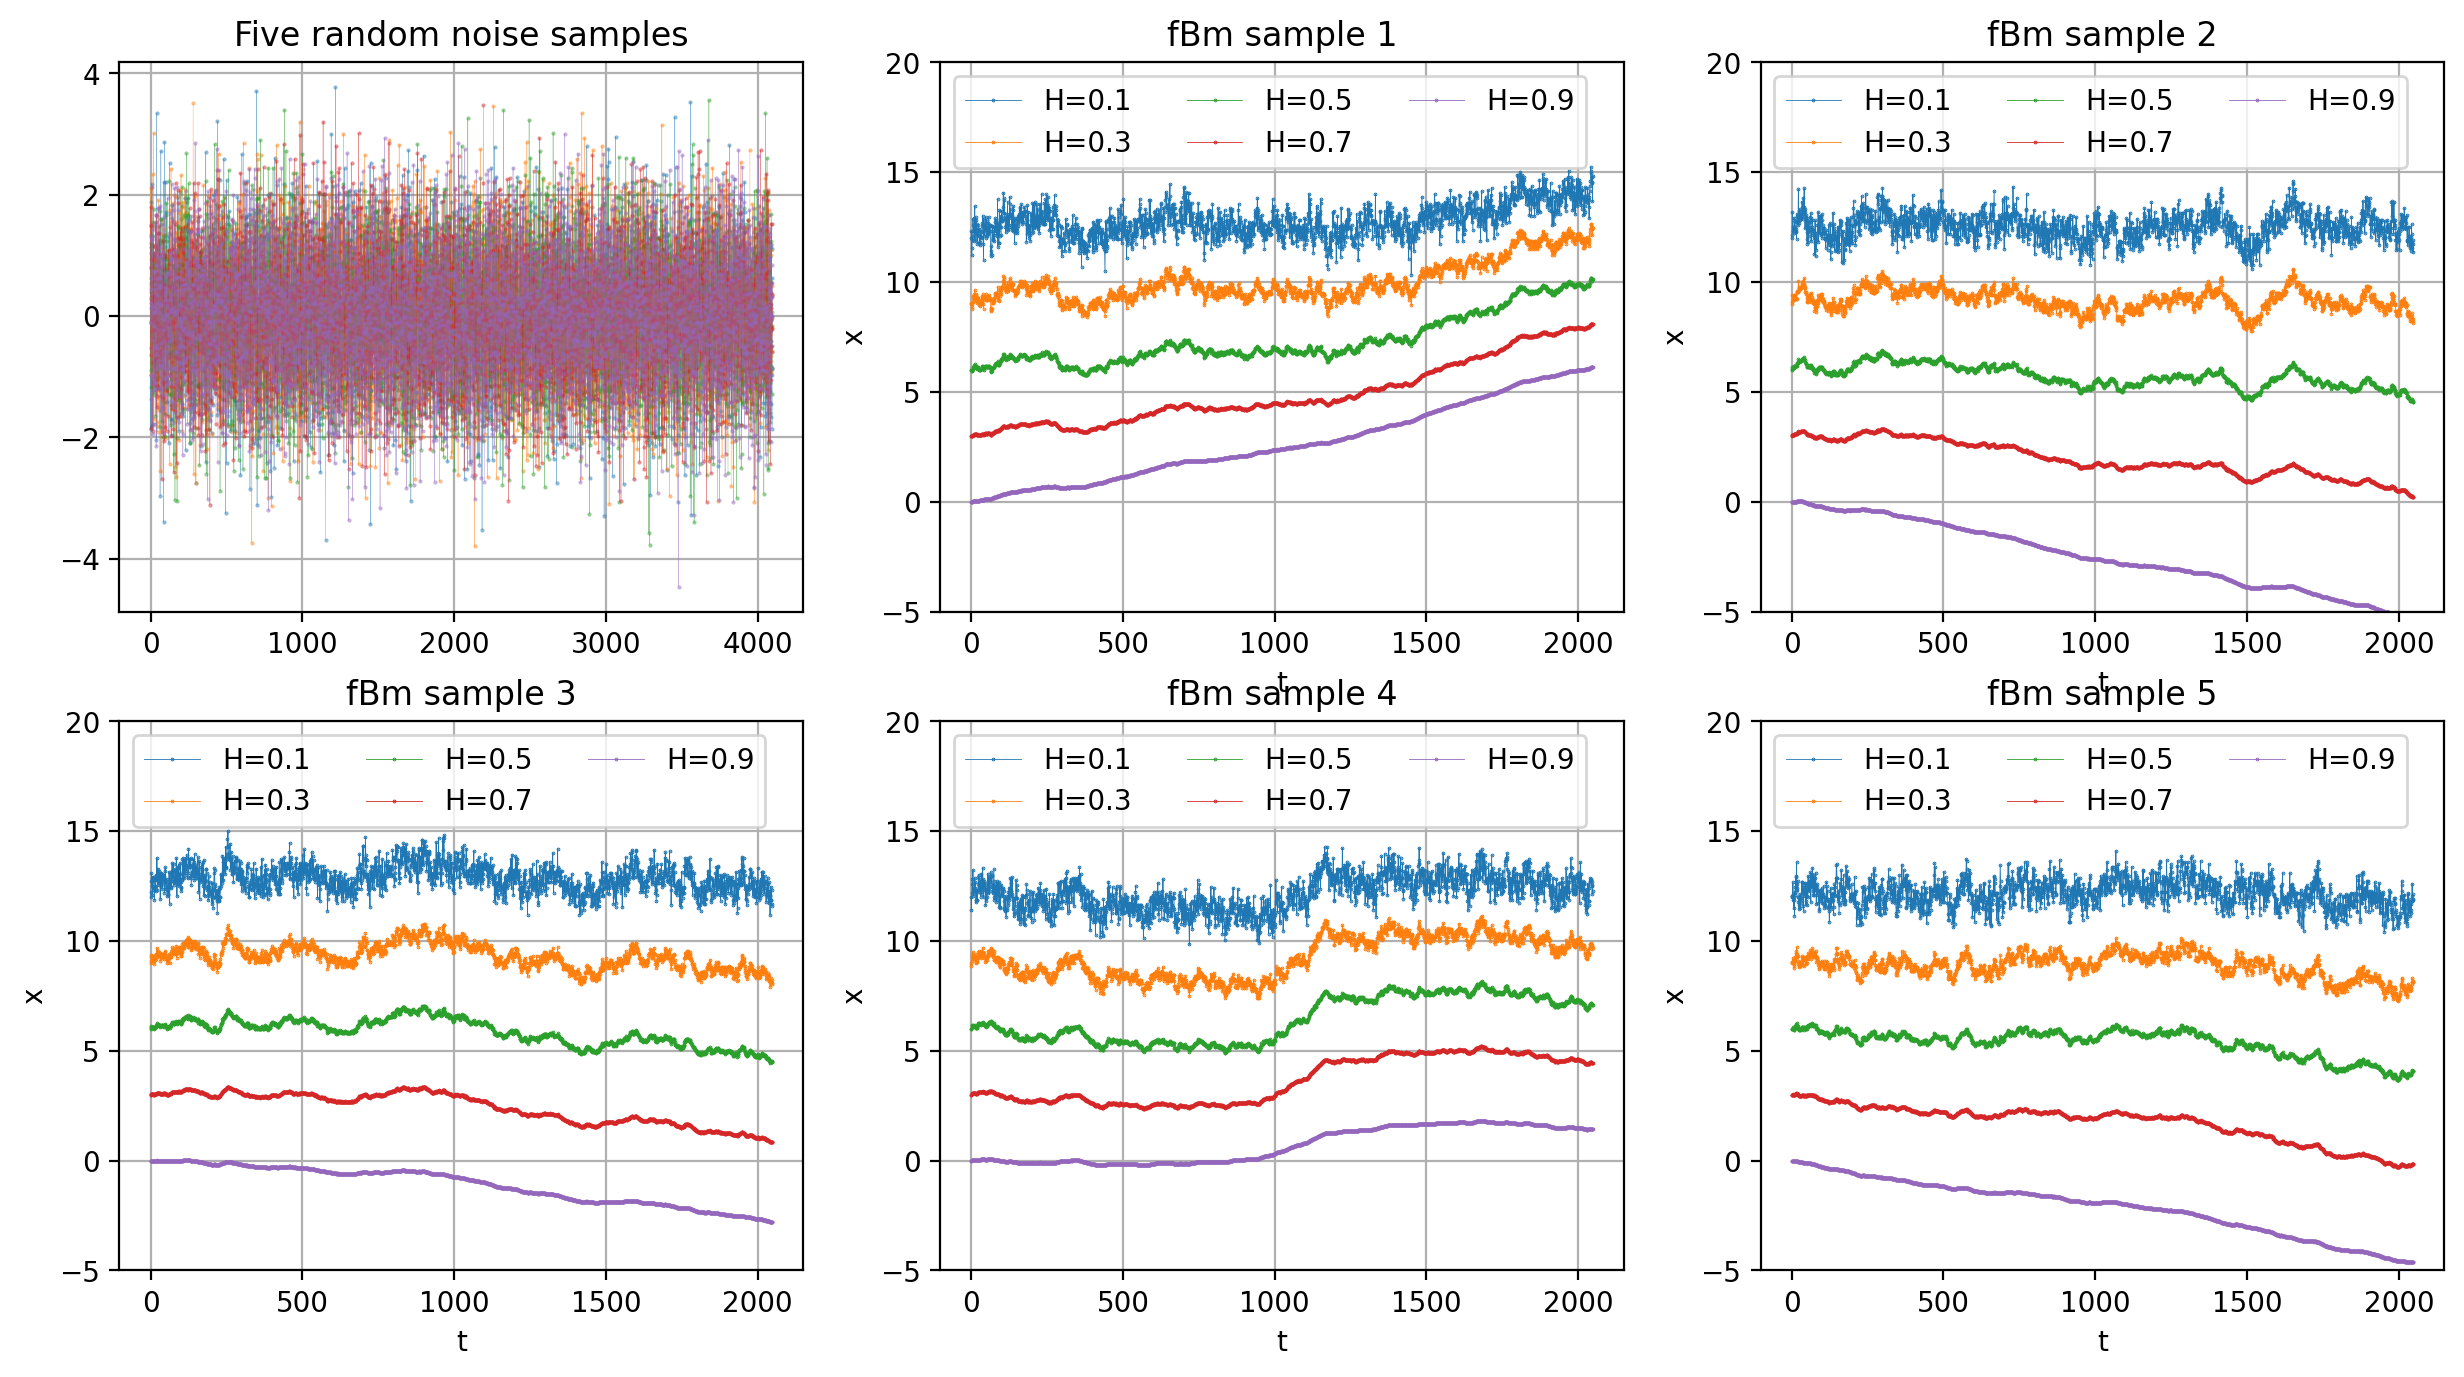 Five random noise samples
4
2
0
−2
−4
0 1000 2000 3000 4000
fBm sample 1
H=0.1 H=0.5 H=0.9
H=0.3 H=0.7
20
15
10
5
0
−5
x
0 500 1000 1500 2000
t
fBm sample 2
H=0.1 H=0.5 H=0.9
H=0.3 H=0.7
20
15
10
5
0
−5
x
0 500 1000 1500 2000
t
fBm sample 3
H=0.1 H=0.5 H=0.9
H=0.3 H=0.7
20
15
10
5
0
−5
x
0 500 1000 1500 2000
t
fBm sample 4
H=0.1 H=0.5 H=0.9
H=0.3 H=0.7
20
15
10
5
0
−5
x
0 500 1000 1500 2000
t
fBm sample 5
H=0.1 H=0.5 H=0.9
H=0.3 H=0.7
20
15
10
5
0
−5
x
0 500 1000 1500 2000
t